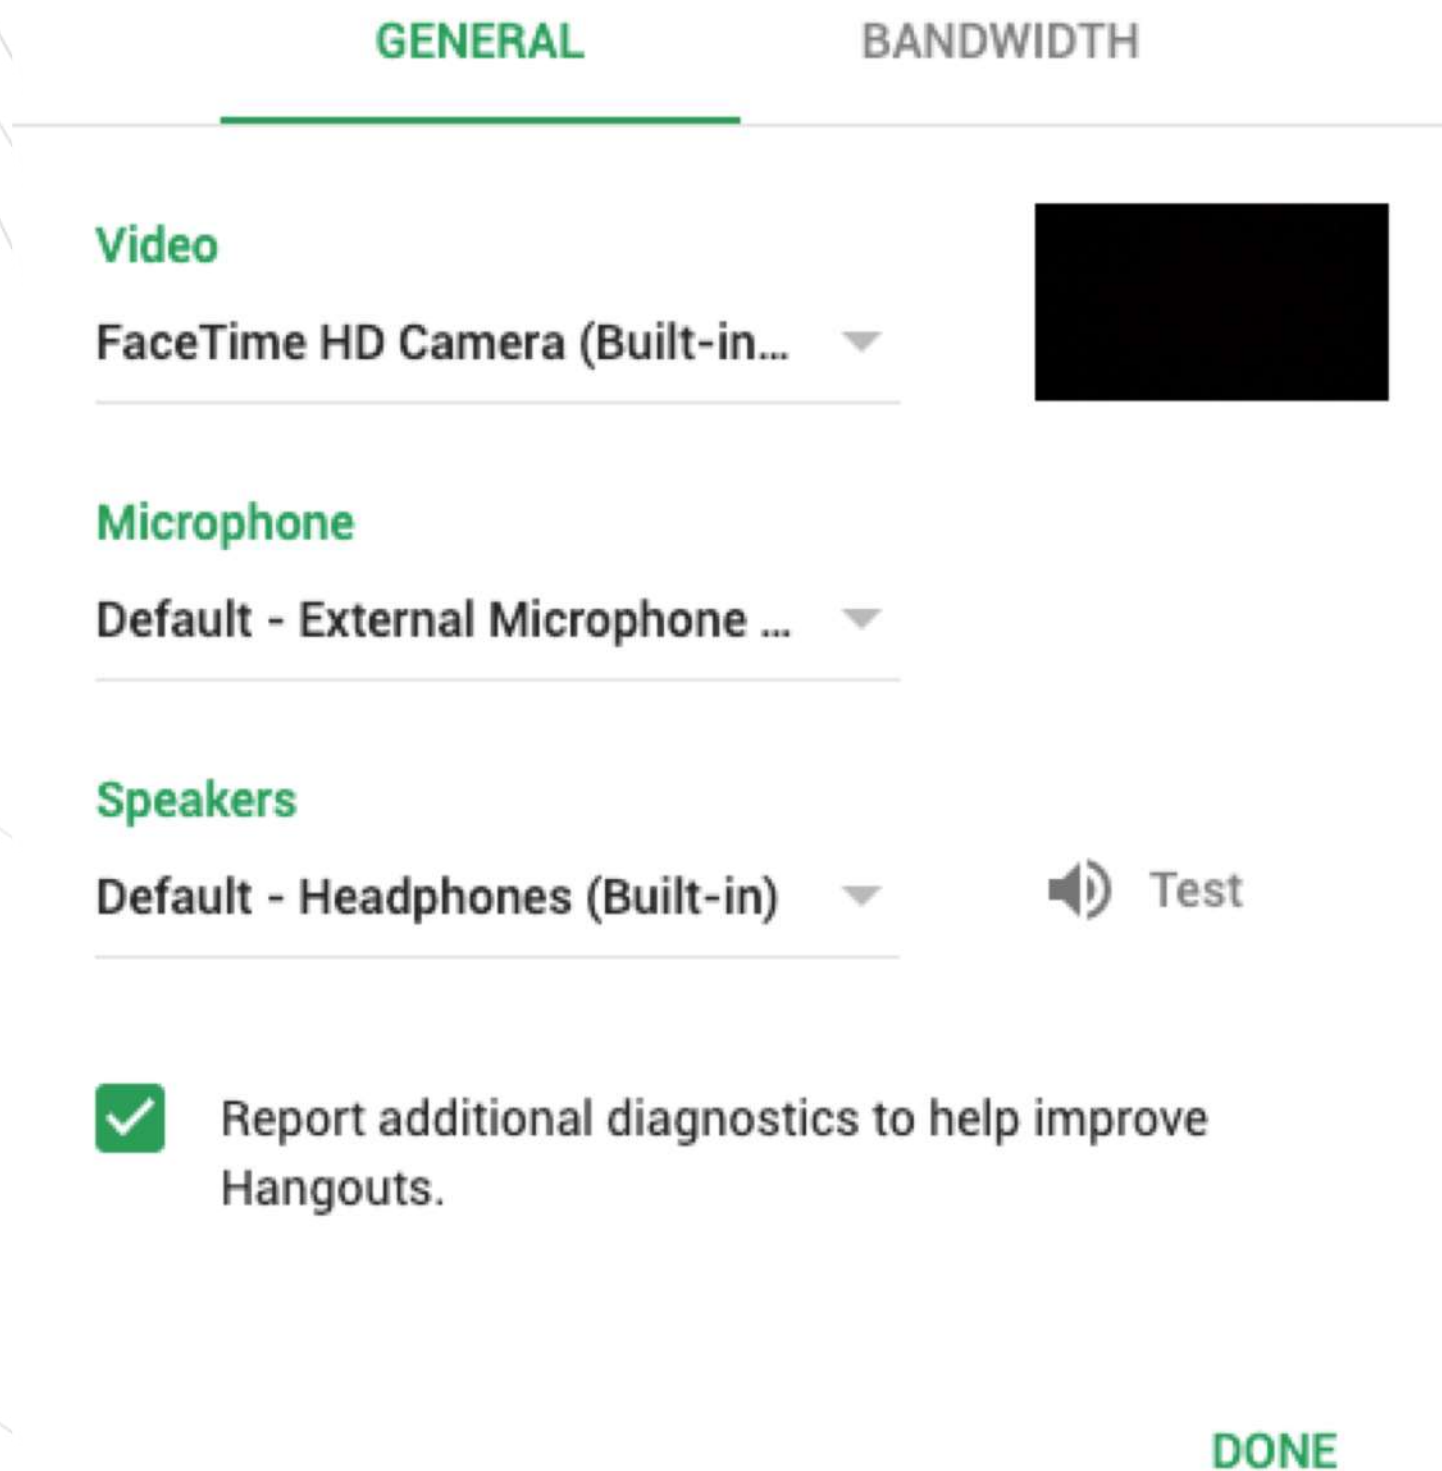 GENERAL BANDWIDTH
Video
FaceTime HD Camera (Built-in...
Microphone
Default - External Microphone ...
Speakers
Default - Headphones (Built-in)
Test
Report additional diagnostics to help improve
Hangouts.
DONE